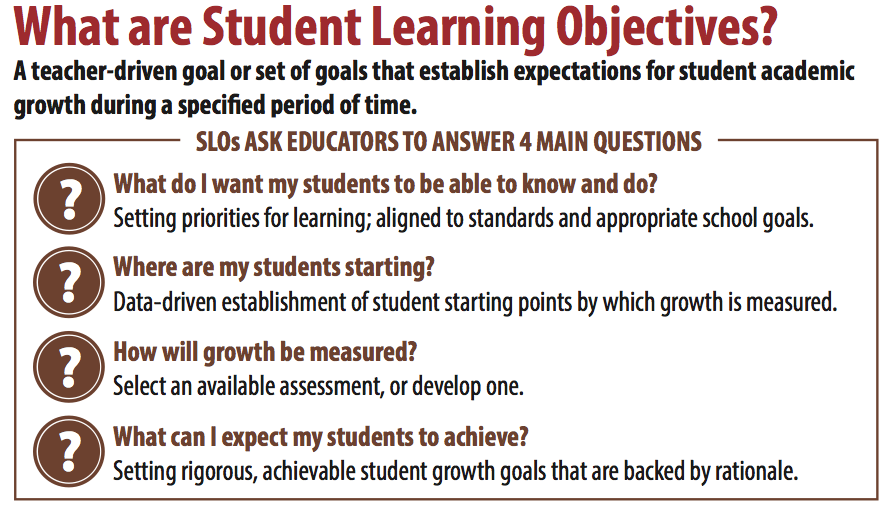 What are Student Learning Objectives?
A teacher-driven goal or set of goals that establish expectations for student academic
growth during a specified period of time.
SLOs ASK EDUCATORS TO ANSWER 4 MAIN QUESTIONS
?
What do I want my students to be able to know and do?
Setting priorities for learning; aligned to standards and appropriate school goals.
?
Where are my students starting?
Data-driven establishment of student starting points by which growth is measured.
?
How will growth be measured?
Select an available assessment, or develop one.
?
What can I expect my students to achieve?
Setting rigorous, achievable student growth goals that are backed by rationale.